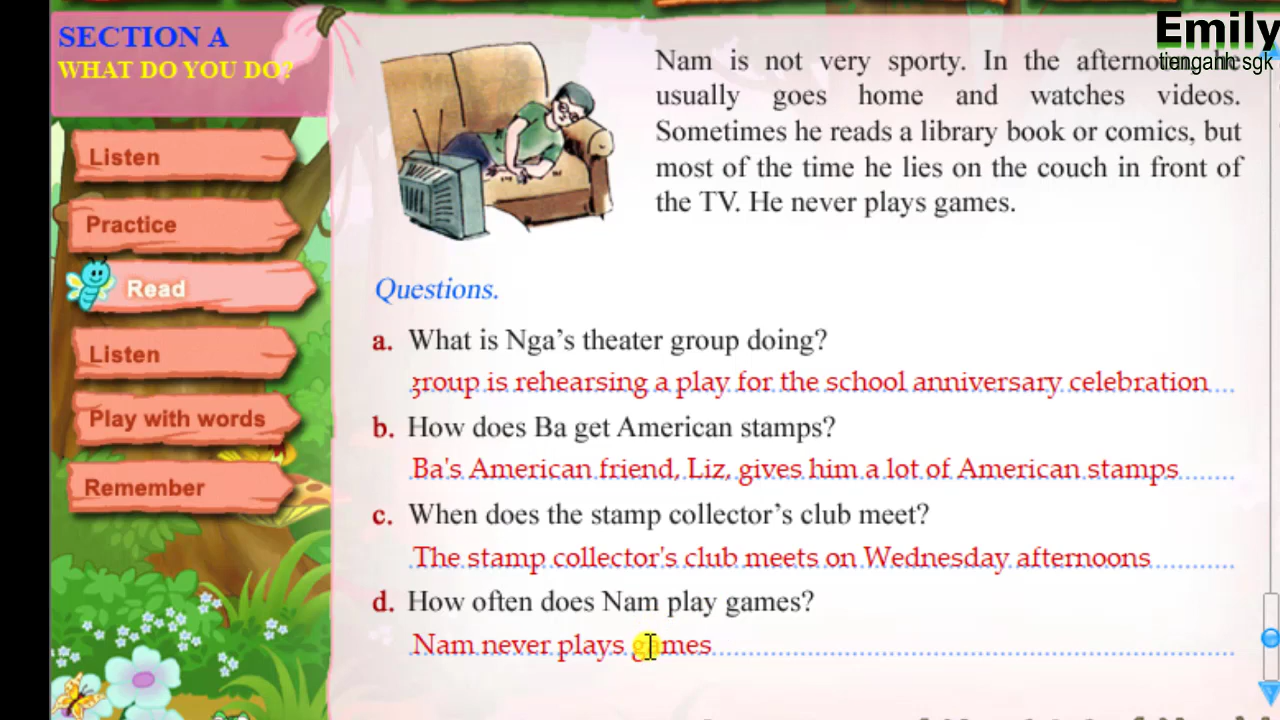 SECTION A
WHAT DO YOU DO?
Listen
Practice
Read
Listen
Play with words
Remember
Emily
tienganh sgk
Nam is not very sporty. In the
usually goes home and watches videos.
Sometimes he reads a library book or comics, but
most of the time he lies on the couch in front of
the TV. He never plays games.
Questions.
a. What is Nga's theater group doing?
group is rehearsing a play for the school anniversary celebration
b. How does Ba get American stamps?
Ba's American friend, Liz, gives him a lot of American stamps
c. When does the stamp collector's club meet?
The stamp collector's club meets on Wednesday afternoons
d. How often does Nam play games?
Nam never plays games